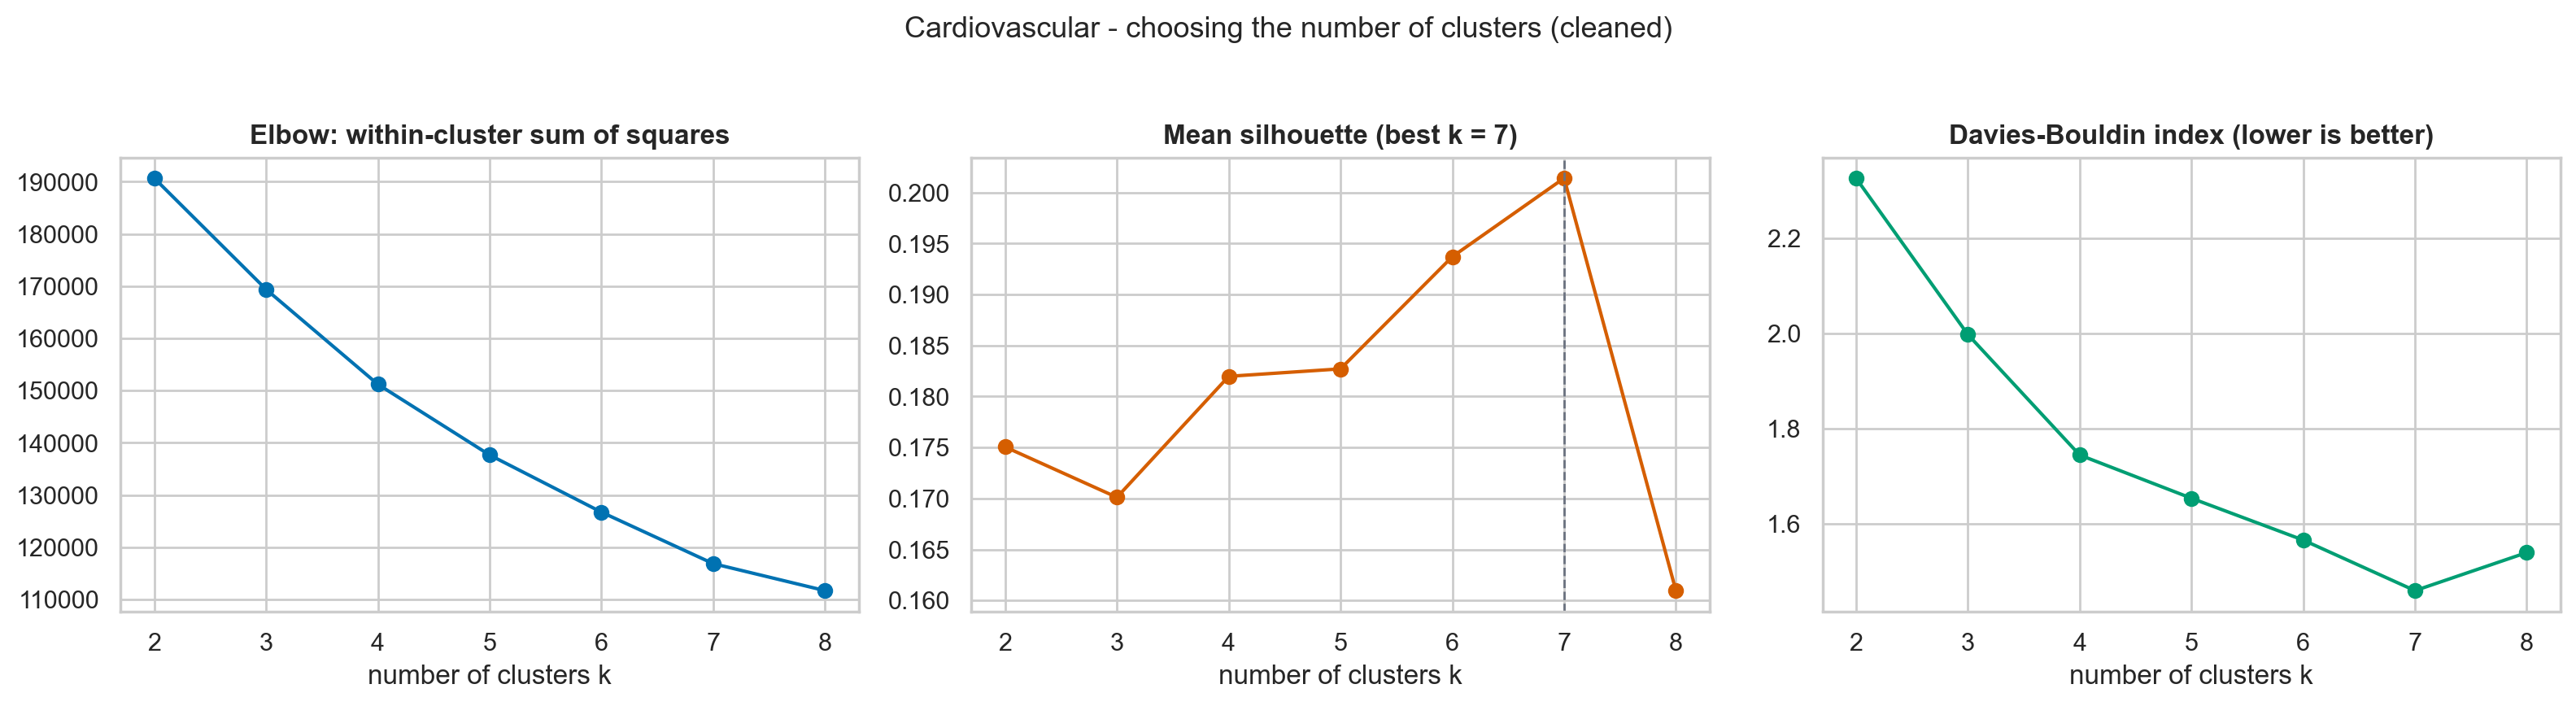 Cardiovascular - choosing the number of clusters (cleaned)
Elbow: within-cluster sum of squares
190000
180000
170000
160000
150000
140000
130000
120000
110000
2 3 4 5 6 7 8
number of clusters k
Mean silhouette (best k = 7)
0.200
0.195
0.190
0.185
0.180
0.175
0.170
0.165
0.160
2 3 4 5 6 7 8
number of clusters k
Davies-Bouldin index (lower is better)
2.2
2.0
1.8
1.6
2 3 4 5 6 7 8
number of clusters k